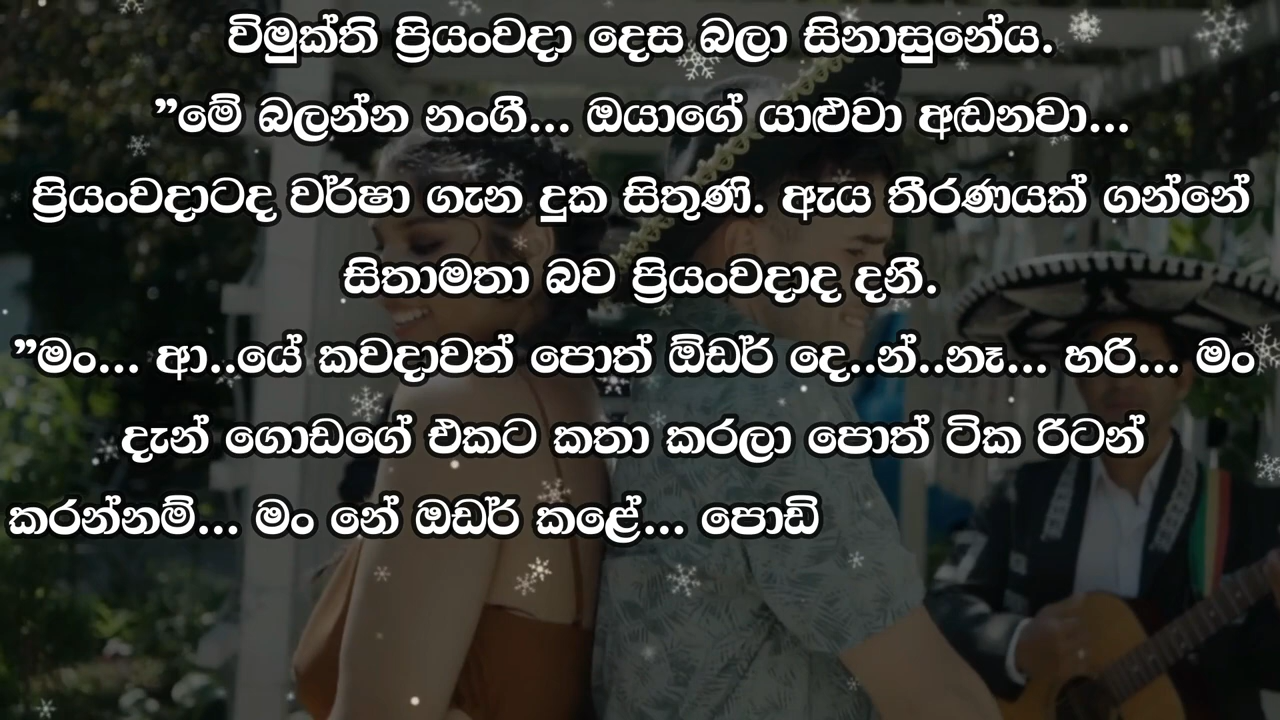 විමුක්ති ප්‍රියංවදා දෙස බලා සිනාසුනේය.
”මේ බලන්න නංගී... ඔයාගේ යාළුවා අඬනවා...
ප්‍රියංවදාටද වර්ෂා ගැන දුක සිතුණි. ඇය තීරණයක් ගන්නේ
සිතාමතා බව ප්‍රියංවදාද දනී.
”මං... ආ..යේ කවදාවත් පොත් ඕඩර් දෙ..න්..නෑ... හරි... මං
දැන් ගොඩගේ එකට කතා කරලා පොත් ටික රිටන්
කරන්නම්... මං නේ ඔඩර් කළේ... පොඩි